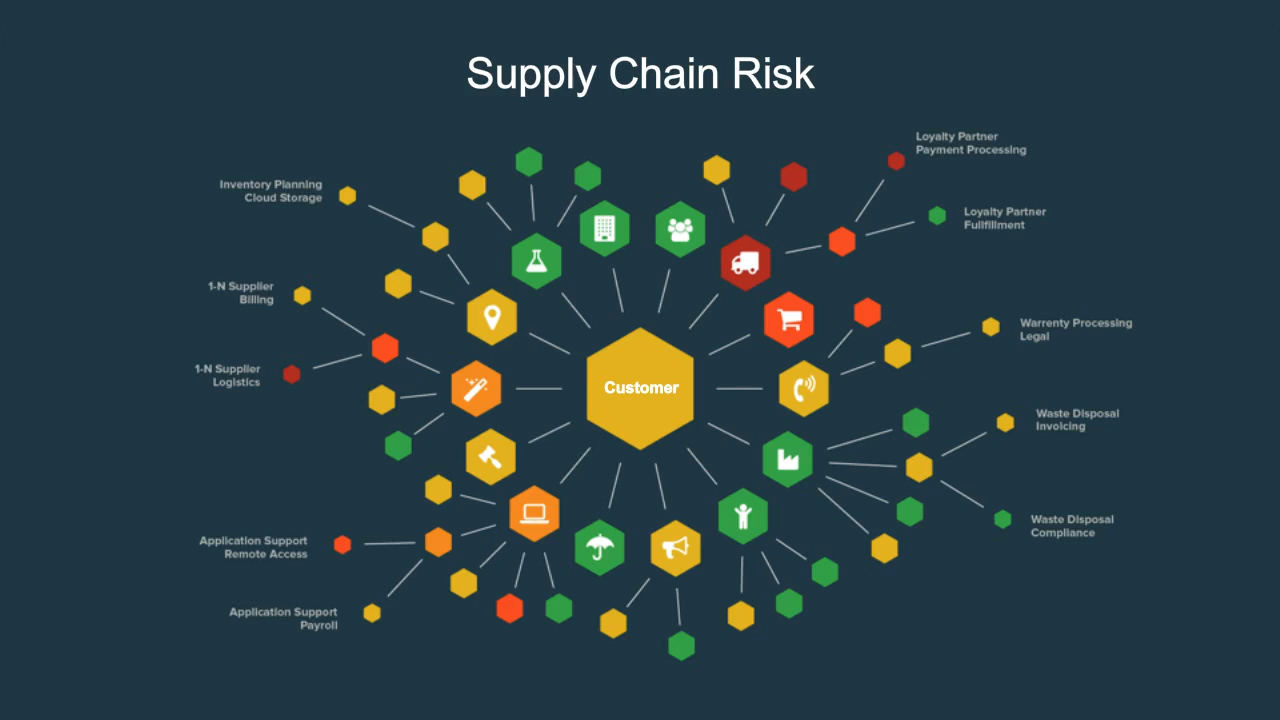 Supply Chain Risk
Loyalty Partner
Payment Processing
Inventory Planning
Cloud Storage
Loyalty Partner
Fullfillment
1-N Supplier
Billing
Warrenty Processing
Legal
1-N Supplier
Logistics
Customer
Waste Disposal
Invoicing
Waste Disposal
Compliance
Application Support
Remote Access
Application Support
Payroll